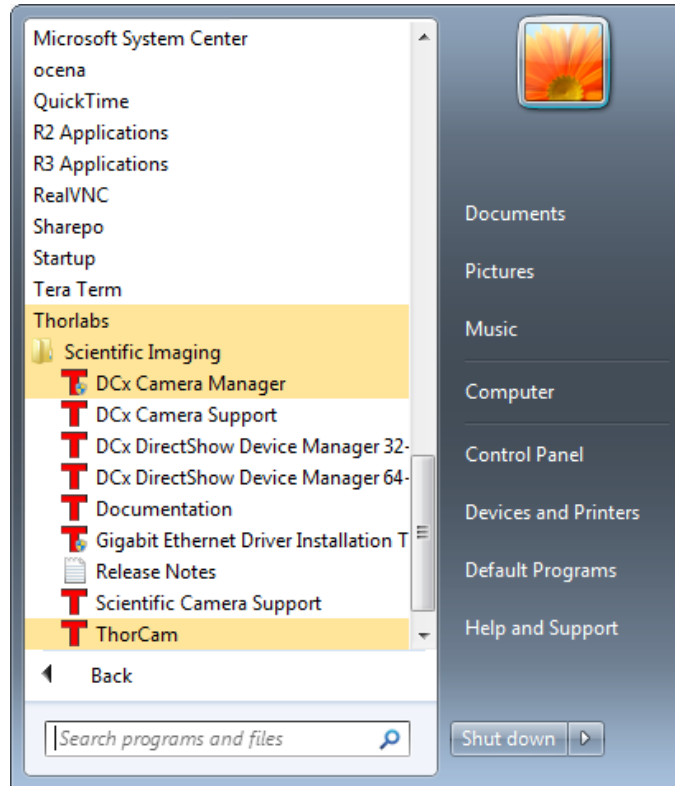 Microsoft System Center
ocena
QuickTime
R2 Applications
R3 Applications
RealVNC
Sharepo
Startup
Tera Term
Thorlabs
Scientific Imaging
DCx Camera Manager
DCx Camera Support
DCx DirectShow Device Manager 32-
DCx DirectShow Device Manager 64-
Documentation
Gigabit Ethernet Driver Installation T
Release Notes
Scientific Camera Support
ThorCam
Back
Search programs and files
Documents
Pictures
Music
Computer
Control Panel
Devices and Printers
Default Programs
Help and Support
Shut down